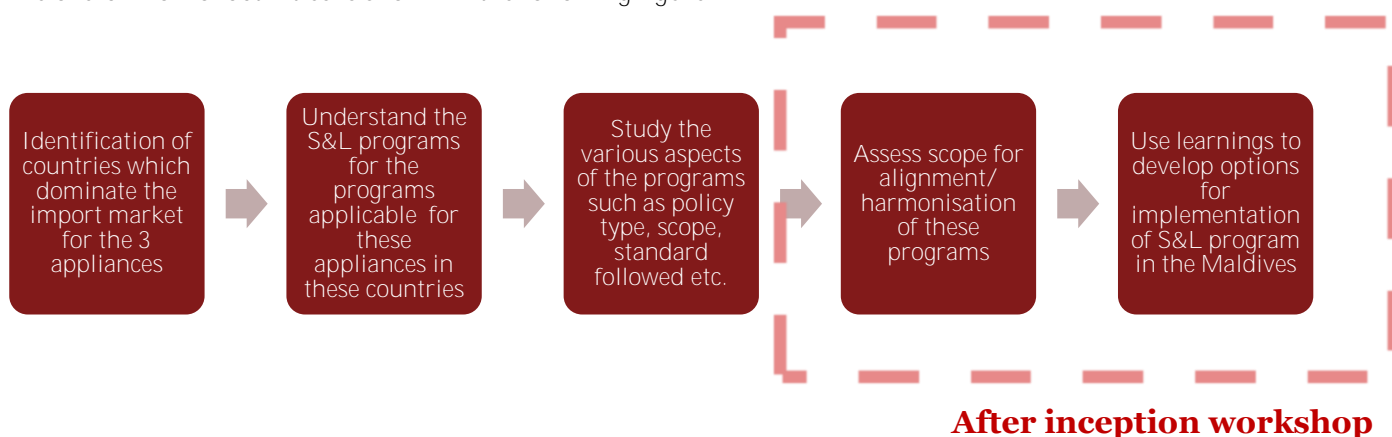 Identification of
countries which
dominate the
import market
for the 3
appliances
Understand the
S&L programs
for the
programs
applicable for
these
appliances in
these countries
Study the
various aspects
of the programs
such as policy
type, scope,
standard
followed etc.
Assess scope for
alignment/
harmonisation
of these
programs
Use learnings to
develop options
for
implementation
of S&L program
in the Maldives
After inception workshop